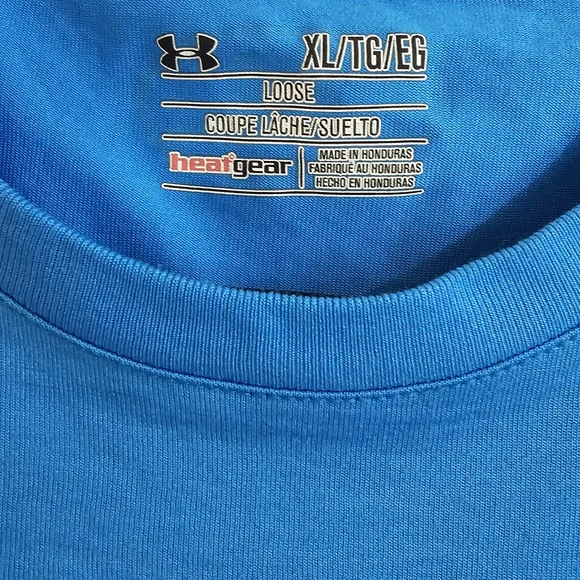 XL/TG/EG
LOOSE
COUPE LÂCHE/SUELTO
heatgear
MADE IN HONDURAS
FABRIQUÉ AU HONDURAS
HECHO EN HONDURAS